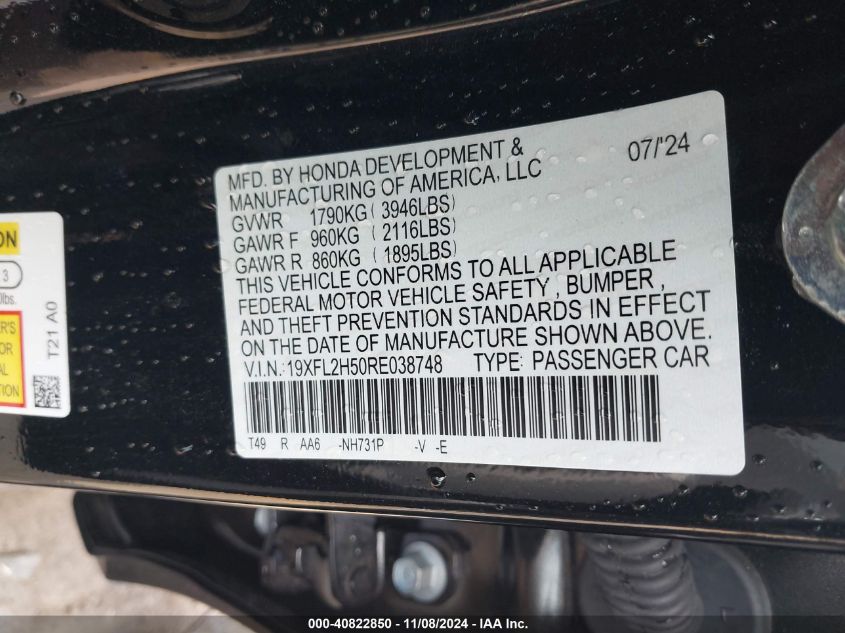 MFD. BY HONDA DEVELOPMENT & 07/'24
MANUFACTURING OF AMERICA, LLC
GVWR 1790KG ( 3946LBS)
GAWR F 960KG ( 2116LBS)
GAWR R 860KG ( 1895LBS)
THIS VEHICLE CONFORMS TO ALL APPLICABLE
FEDERAL MOTOR VEHICLE SAFETY , BUMPER ,
AND THEFT PREVENTION STANDARDS IN EFFECT
ON THE DATE OF MANUFACTURE SHOWN ABOVE.
V.I.N.:19XFL2H50RE038748 TYPE: PASSENGER CAR
T49 R AA6 -NH731P -V -E
3
T21 A0
000-40822850 - 11/08/2024 - IAA Inc.